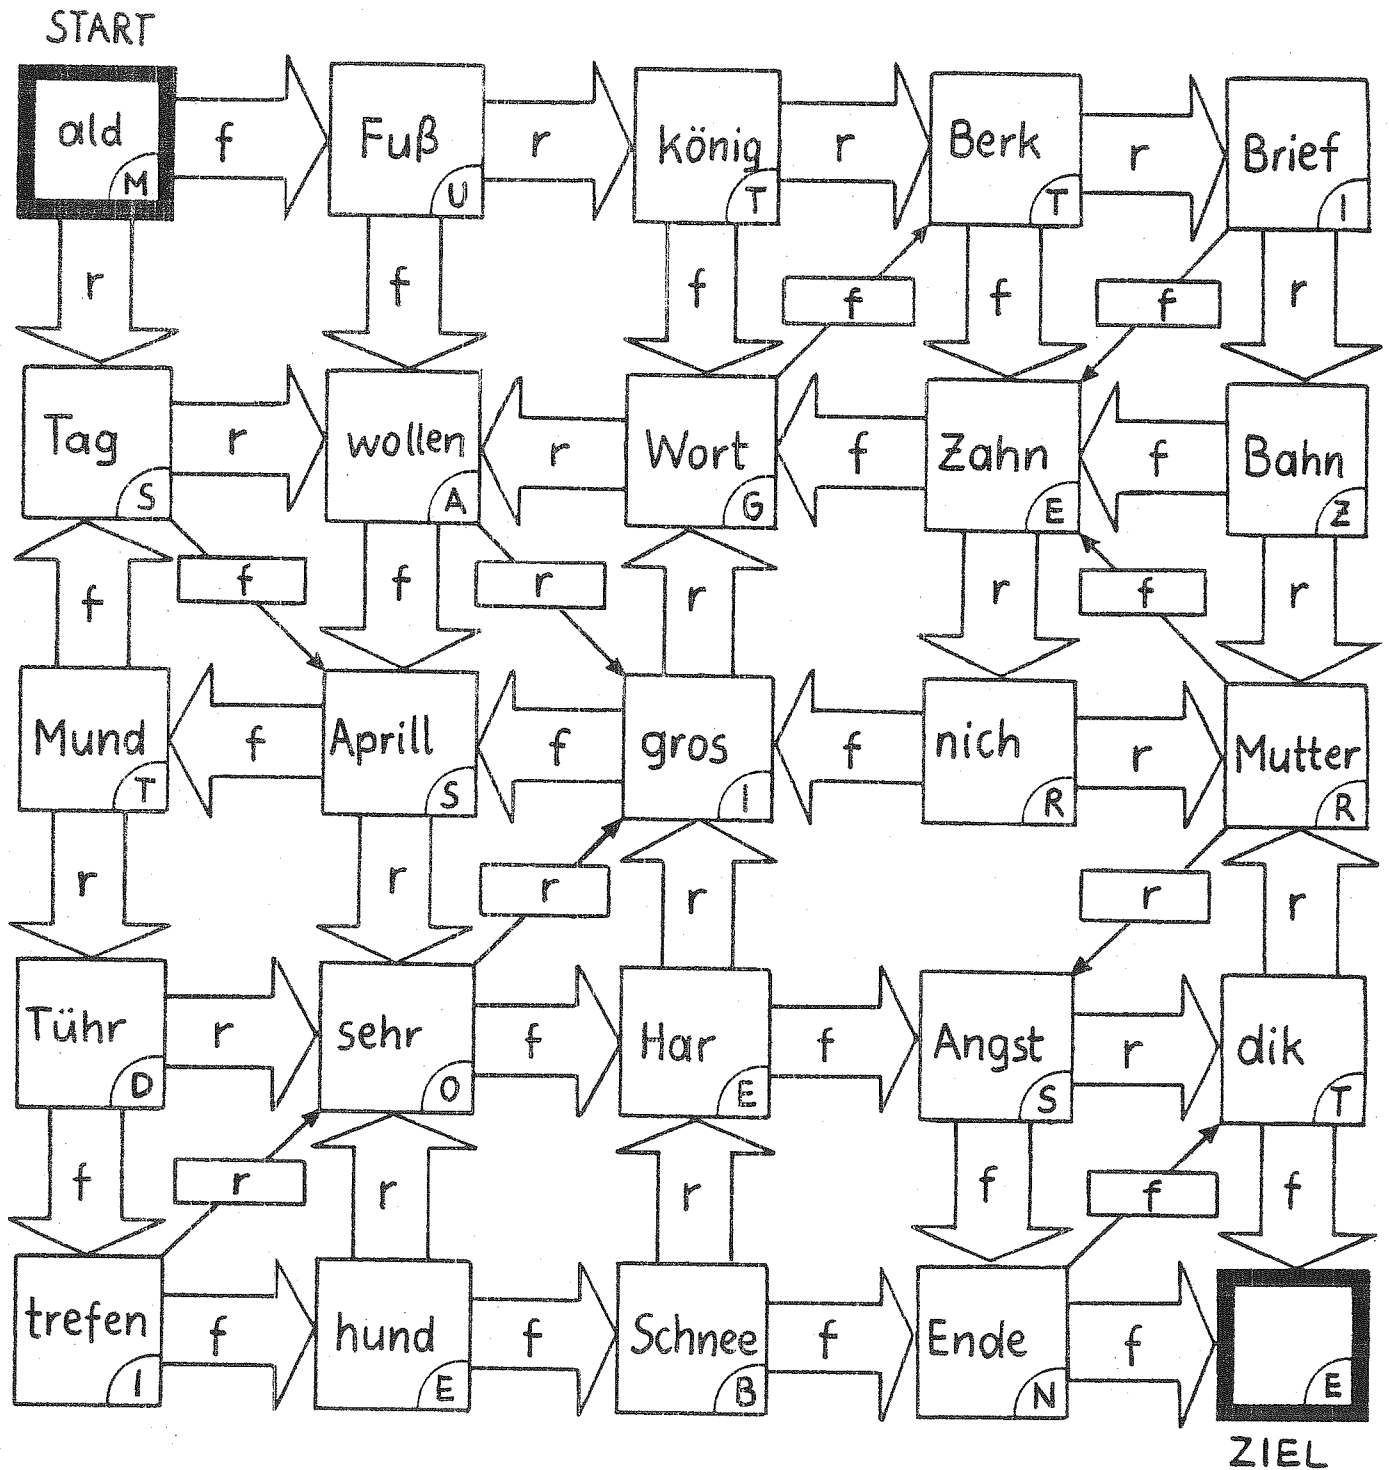 START
ald M f Fuß U r könig T r Berk T r Brief I
r f f f f f r
Tag S r wollen A r Wort G f Zahn E f Bahn Z
f f f r r r f r
Mund T f Aprill S f gros I f nich R r Mutter R
r r r r r r
Tühr D r sehr O f Har E f Angst S r dik T
f r r r f f f
trefen I f hund E f Schnee B f Ende N f E
ZIEL